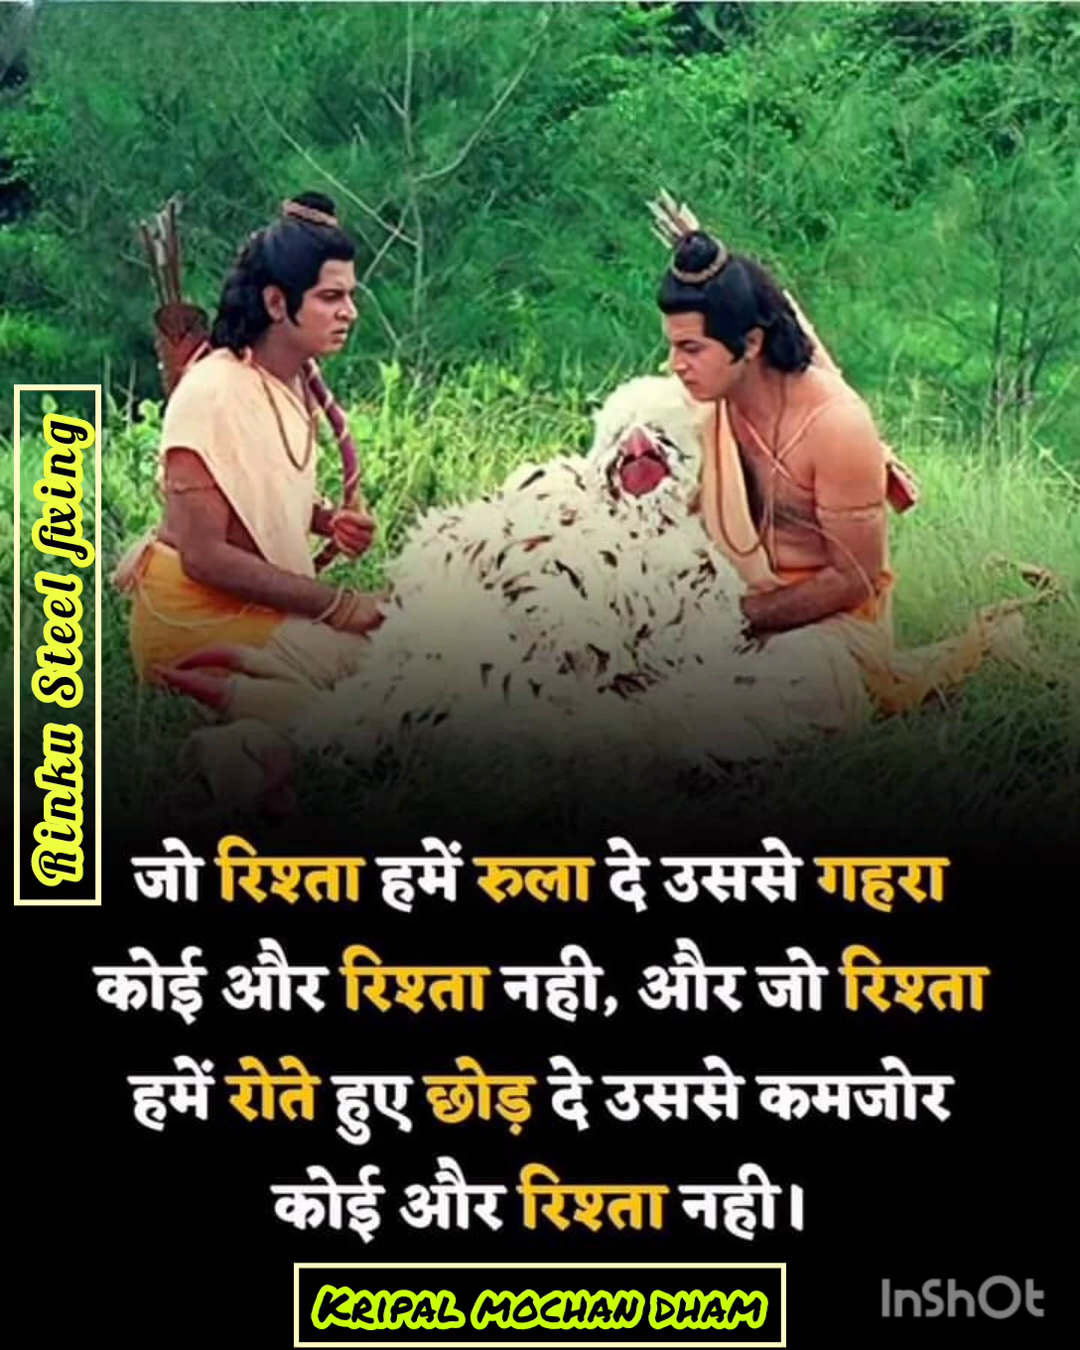 Rinku Steel fixing
जो रिश्ता हमें रुला दे उससे गहरा
कोई और रिश्ता नही, और जो रिश्ता
हमें रोते हुए छोड़ दे उससे कमजोर
कोई और रिश्ता नही।
KRIPAL MOCHAN DHAM
InShOt